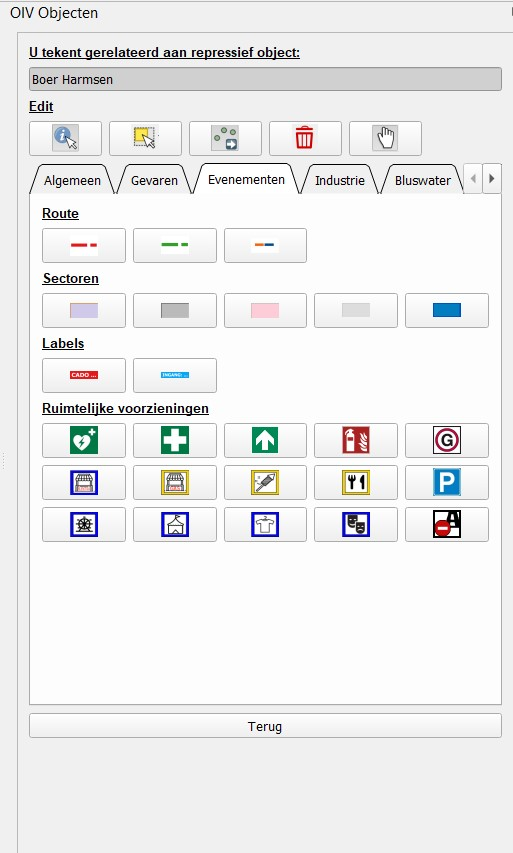 OIV Objecten
U tekent gerelateerd aan repressief object:
Boer Harmsen
Edit
Algemeen Gevaren Evenementen Industrie Bluswater
Route
Sectoren
Labels
CADO ... INGANG: ...
Ruimtelijke voorzieningen
G
P
A
Terug